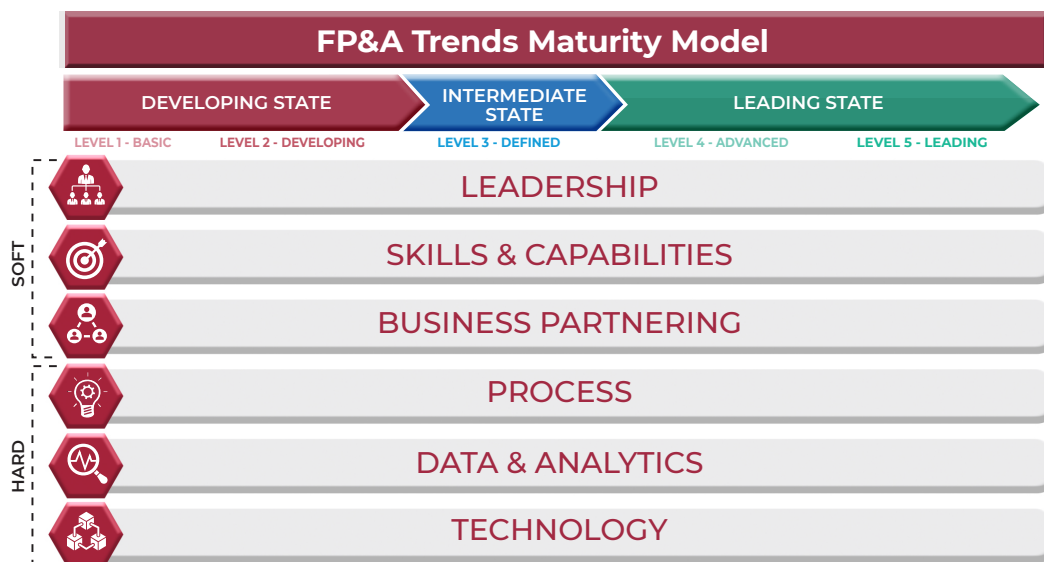 FP&A Trends Maturity Model
DEVELOPING STATE
INTERMEDIATE
STATE
LEADING STATE
LEVEL 1 - BASIC
LEVEL 2 - DEVELOPING
LEVEL 3 - DEFINED
LEVEL 4 - ADVANCED
LEVEL 5 - LEADING
SOFT
LEADERSHIP
SKILLS & CAPABILITIES
BUSINESS PARTNERING
HARD
PROCESS
DATA & ANALYTICS
TECHNOLOGY